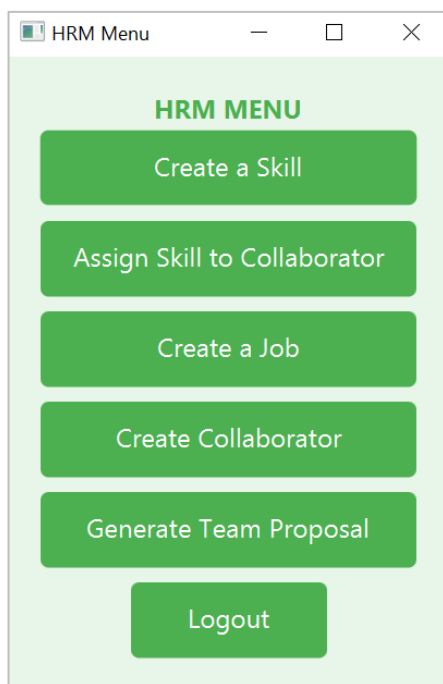 HRM Menu
HRM MENU
Create a Skill
Assign Skill to Collaborator
Create a Job
Create Collaborator
Generate Team Proposal
Logout